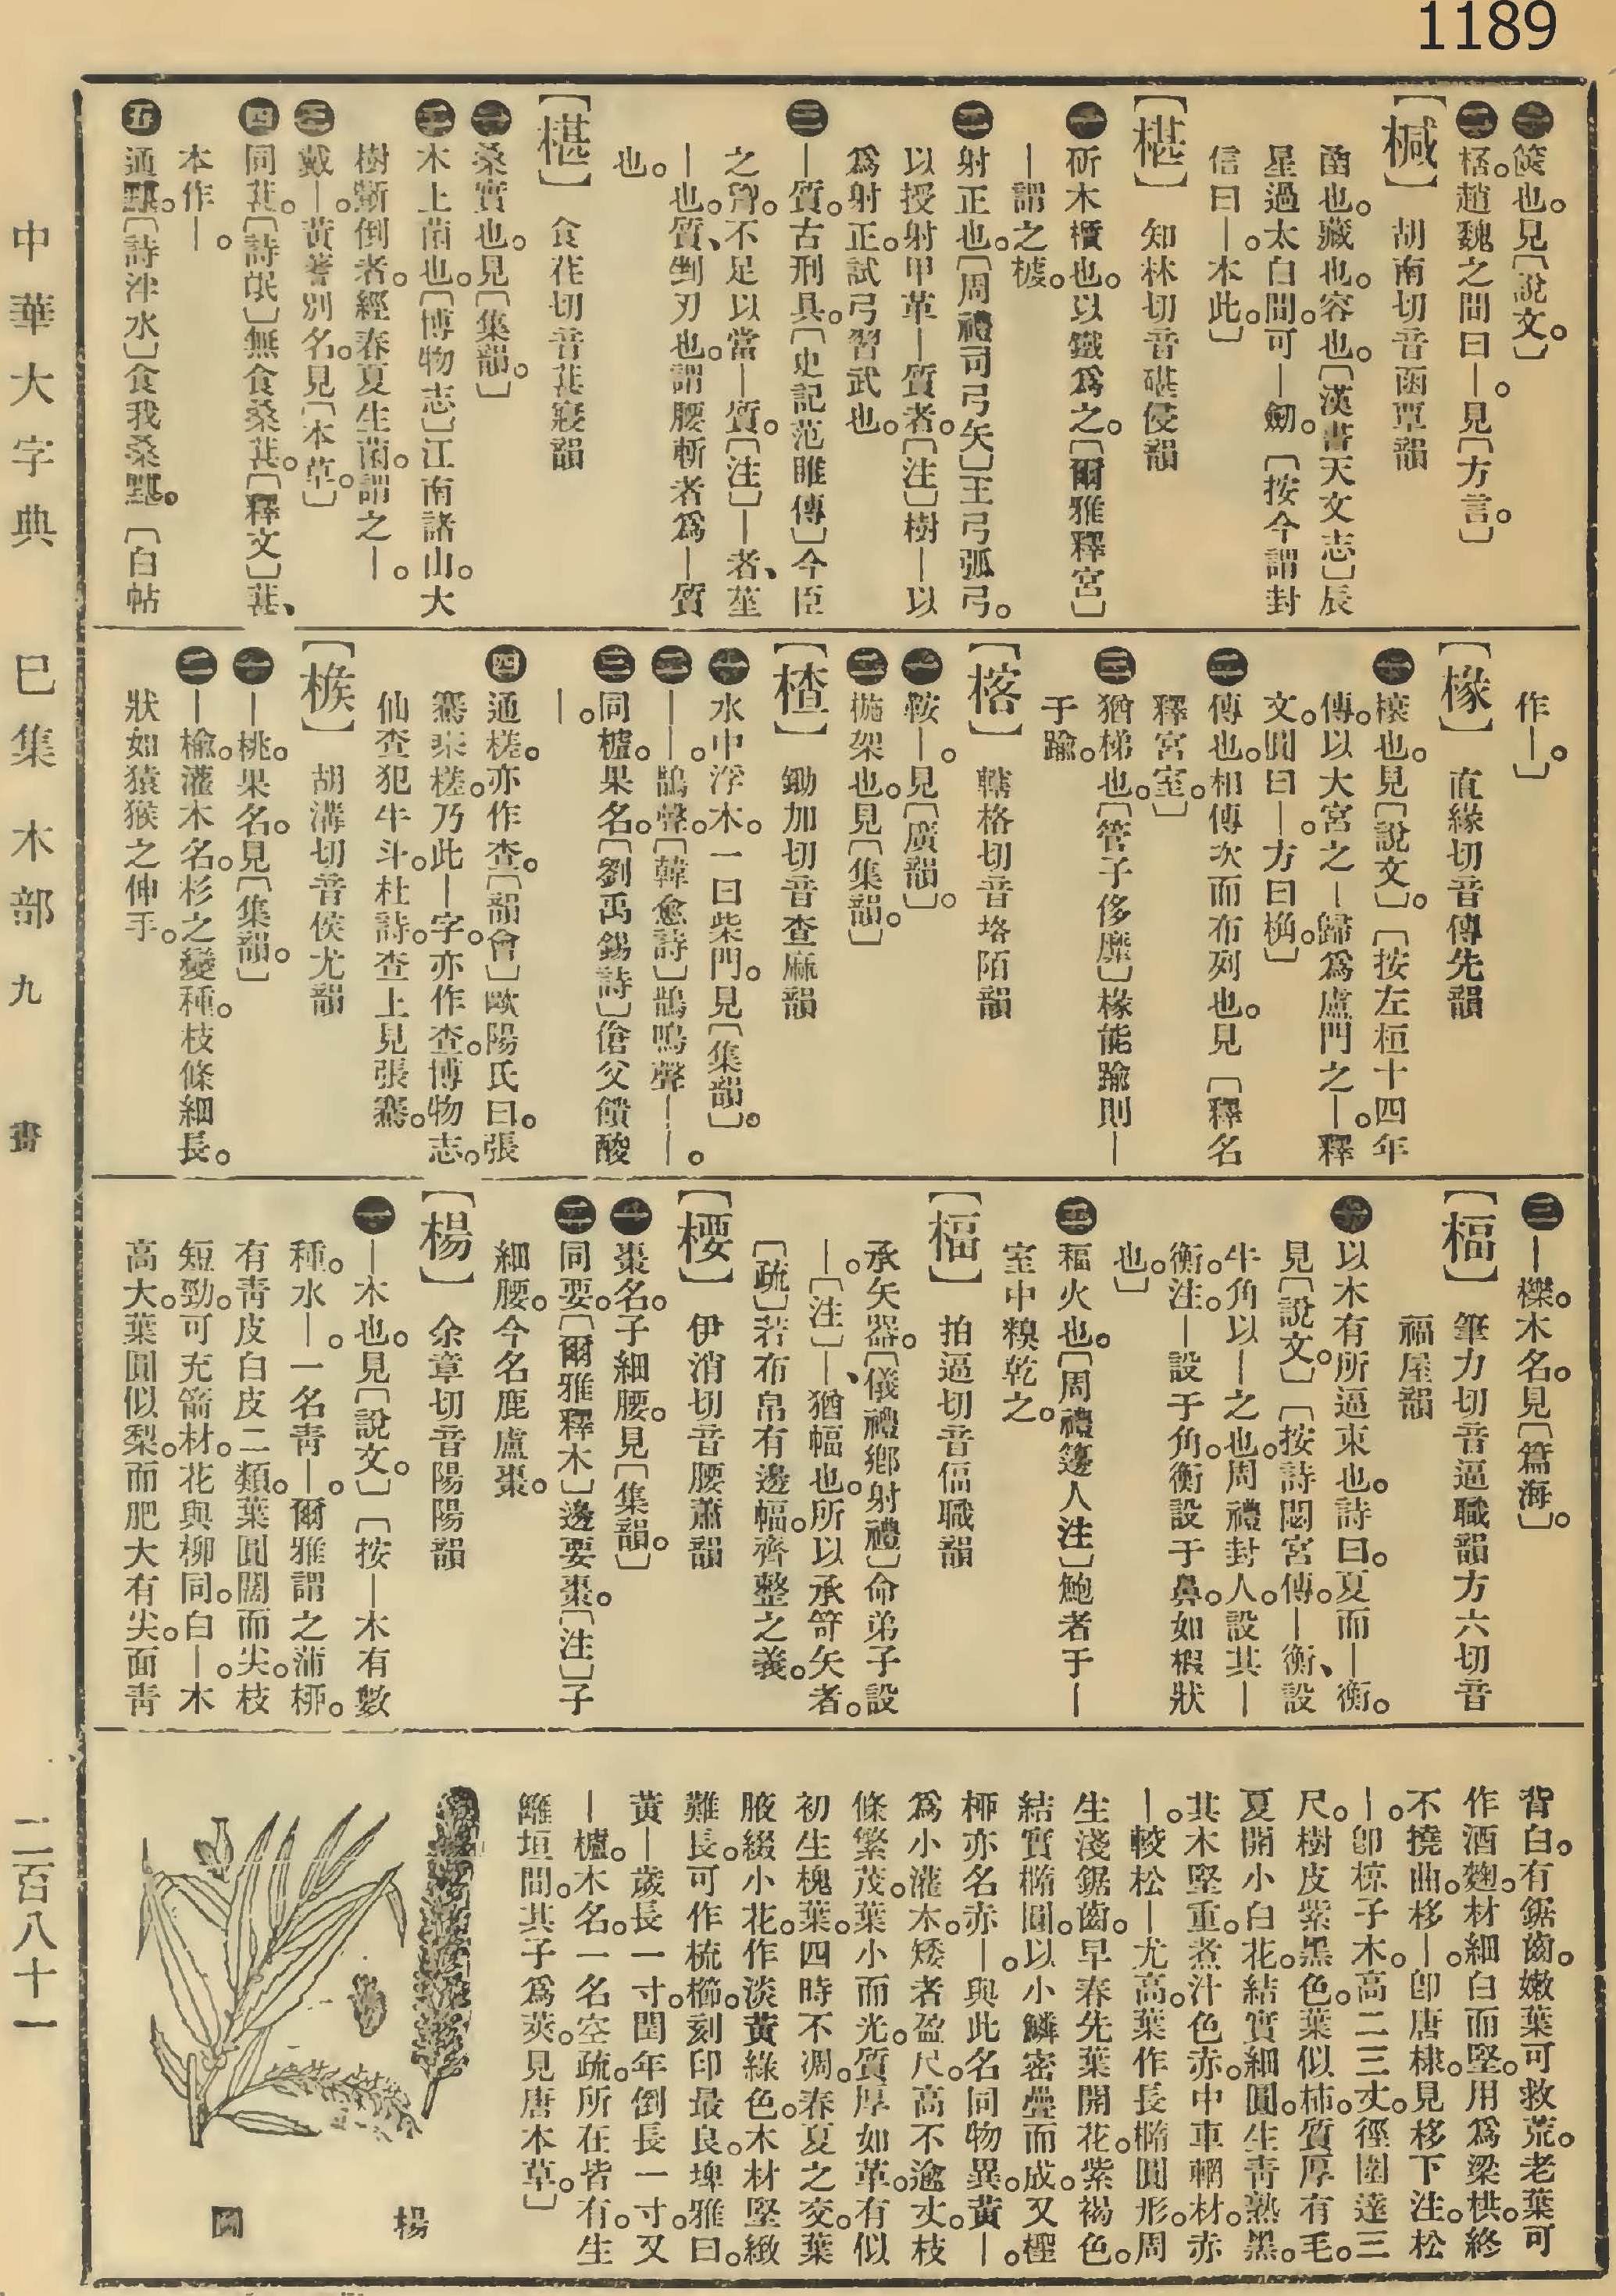 1189
㊀篋也。見〔說文。〕
㊁桮。趙魏之間曰―。見〔方言。〕
〔椷〕 胡南切音函覃韻
函也。藏也。容也。〔漢書天文志〕辰
星過太白間。可―劒。〔按今謂封
信曰―。本此。〕
〔椹〕 知林切音碪侵韻
㊀斫木櫍也。以鐵爲之。〔爾雅釋宮〕
―謂之榩。
㊁射正也。〔周禮司弓矢〕王弓弧弓。
以授射甲革―質者。〔注〕樹―以
爲射正。試弓習武也。
㊂―質。古刑具。〔史記范睢傳〕今臣
之胷。不足以當―質。〔注〕―者、莝
―也。質、剉刃也。謂腰斬者爲―質
也。
〔椹〕 食荏切音葚寢韻
㊀桑實也。見〔集韻。〕
㊁木上菌也。〔博物志〕江南諸山。大
樹斷倒者。經春夏生菌。謂之―。
㊂戴―。黃蓍別名。見〔本草。〕
㊃同葚。〔詩氓〕無食桑葚。〔釋文〕葚、
本作―。
㊄通黮。〔詩泮水〕食我桑黮。〔白帖
作―。〕
〔椽〕 直緣切音傳先韻
㊀榱也。見〔說文〕。〔按左桓十四年
傳。以大宮之―歸爲盧門之―。釋
文。圓曰―。方曰桷。〕
㊁傳也。相傳次而布列也。見〔釋名
釋宮室。〕
㊂猶梯也。〔管子侈靡〕椽能踰則―
于踰。
〔楁〕 轄格切音垎陌韻
㊀鞍―。見〔廣韻〕。
㊁椸架也。見〔集韻。〕
〔楂〕 鋤加切音查麻韻
㊀水中浮木。一曰柴門。見〔集韻〕。
㊁――。鵲聲。〔韓愈詩〕鵲鳴聲――。
㊂同樝。果名。〔劉禹錫詩〕傖父饋酸
―。
㊃通槎。亦作查。〔韻會〕歐陽氏曰。張
騫乘槎。乃此―字。亦作查。博物志。
仙查犯牛斗。杜詩。查上見張騫。
〔㮢〕 胡溝切音侯尤韻
㊀―桃。果名。見〔集韻。〕
㊁―楡。灌木名。杉之變種。枝條細長。
狀如猿猴之伸手。
㊂―櫟。木名。見〔篇海〕。
〔楅〕 筆力切音逼職韻方六切音
福屋韻
㊀以木有所逼束也。詩曰。夏而―衡。
見〔說文。〕〔按詩閟宮傳。―衡、設
牛角以―之也。周禮封人。設其―
衡。注。―設于角。衡設于鼻。如椵狀
也。〕
㊁稫火也。〔周禮籩人注〕鮑者于―
室中糗乾之。
〔楅〕 拍逼切音偪職韻
承矢器。〔儀禮鄕射禮〕命弟子設
―。〔注〕―、猶幅也。所以承笴矢者。
〔疏〕若布帛有邊幅。齊整之義。
〔楆〕 伊消切音腰蕭韻
㊀棗名。子細腰。見〔集韻。〕
㊁同要。〔爾雅釋木〕邊要棗。〔注〕子
細腰。今名鹿盧棗。
〔楊〕 余章切音陽陽韻
㊀―木也。見〔說文。〕〔按―木有數
種。水―。一名靑―。爾雅謂之蒲栁。
有靑皮白皮二類。葉圓闊而尖。枝
短勁。可充箭材。花與柳同。白―。木
高大。葉圓似梨。而肥大有尖。面靑
背白。有鋸齒。嫩葉可救荒。老葉可
作酒麴。材細白而堅。用爲梁栱。終
不撓曲。栘―。卽唐棣。見栘下注。松
―。卽椋子木。高二三丈。徑圍達三
尺。樹皮紫黑色。葉似柿。質厚有毛。
夏開小白花。結實細圓。生靑熟黑。
其木堅重。煮汁色赤。中車輞材。赤
―。較松―尤高。葉作長橢圓形。周
生淺鋸齒。早春先葉開花。紫褐色。
結實橢圓。以小鱗密疊而成。又檉
栁亦名赤―。與此名同物異。黃―。
爲小灌木。矮者盈尺。高不逾丈。枝
條繁茂。葉小而光。質厚如革。有似
初生槐葉。四時不凋。春夏之交。葉
腋綴小花。作淡黃綠色。木材堅緻
難長。可作梳櫛。刻印最良。埤雅曰。
黃―歲長一寸。閏年倒長一寸。又
―櫨。木名。一名空疏。所在皆有。生
籬垣間。其子爲莢。見唐本草。〕
楊 圖
中華大字典 巳集 木部 九畫 二百八十一